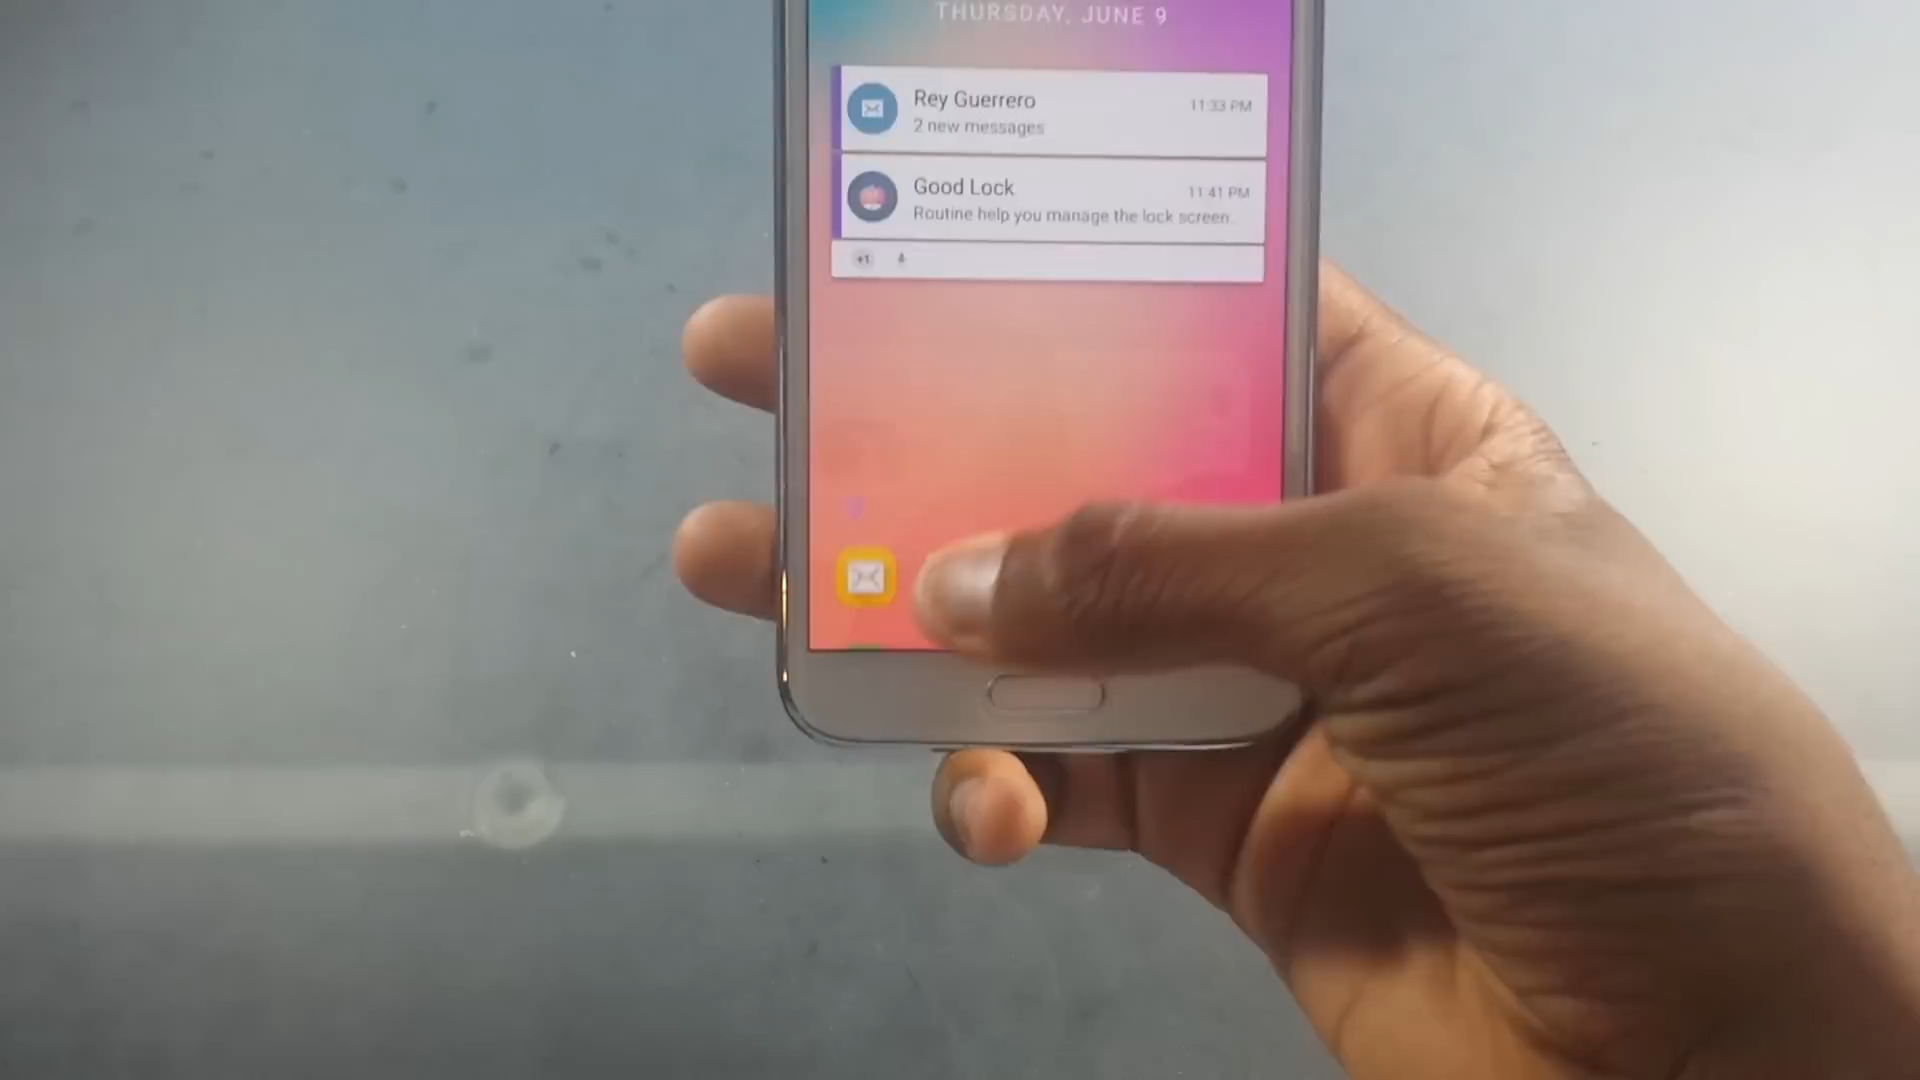 THURSDAY, JUNE 9
Rey Guerrero
11:33 PM
2 new messages
Good Lock
11:41 PM
Routine help you manage the lock screen..
+1